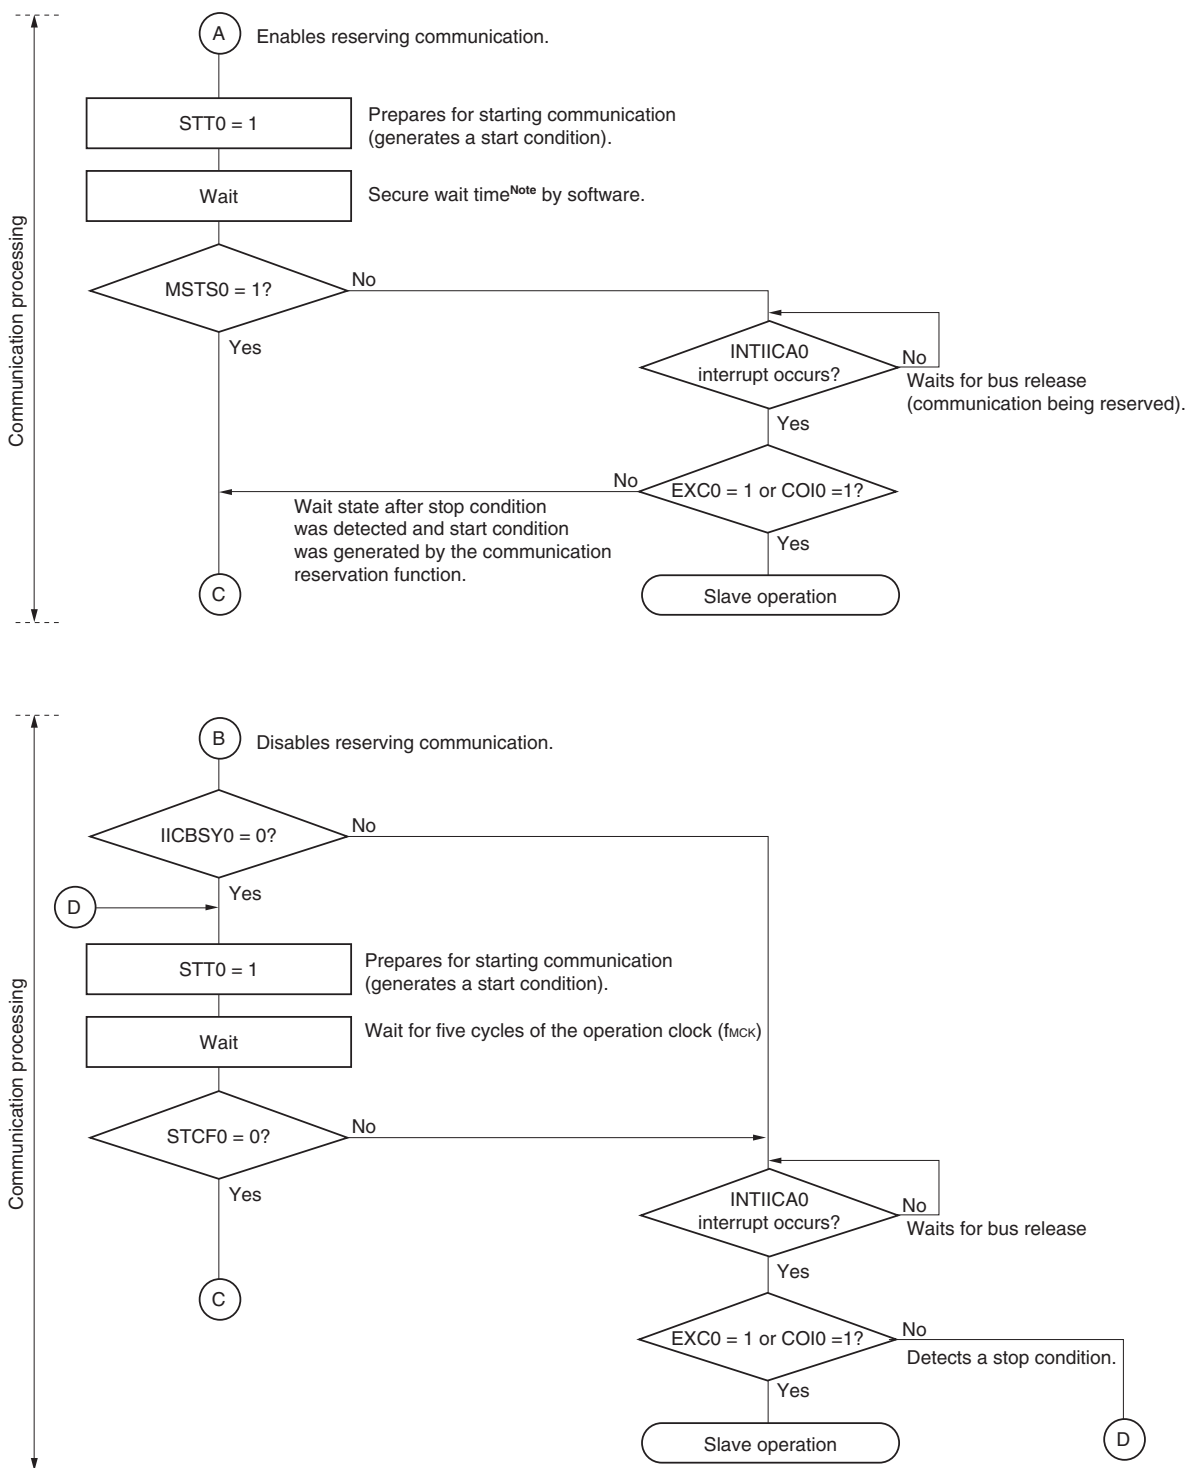 A
Enables reserving communication.
STT0 = 1
Prepares for starting communication
(generates a start condition).
Wait
Secure wait timeNote by software.
Communication processing
MSTS0 = 1?
No
Yes
INTIICA0
interrupt occurs?
No
Waits for bus release
(communication being reserved).
Yes
EXC0 = 1 or COI0 =1?
No
Wait state after stop condition
was detected and start condition
was generated by the communication
reservation function.
Yes
C
Slave operation
B
Disables reserving communication.
IICBSY0 = 0?
No
Yes
D
STT0 = 1
Prepares for starting communication
(generates a start condition).
Communication processing
Wait
Wait for five cycles of the operation clock (fMCK)
STCF0 = 0?
No
Yes
INTIICA0
interrupt occurs?
No
Waits for bus release
Yes
C
EXC0 = 1 or COI0 =1?
No
Detects a stop condition.
Yes
Slave operation
D